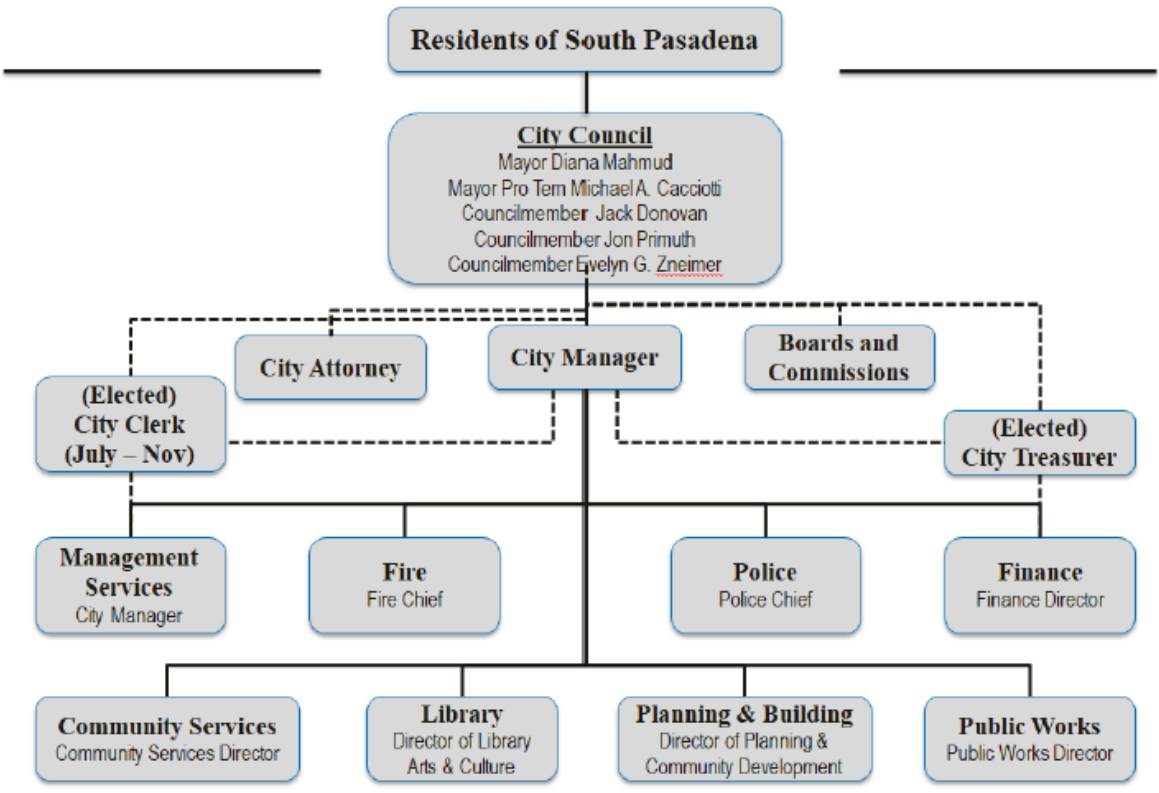 Residents of South Pasadena
City Council
Mayor Diana Mahmud
Mayor Pro Tem Michael A. Cacciotti
Councilmember Jack Donovan
Councilmember Jon Primuth
Councilmember Evelyn G. Zneimer
City Attorney
City Manager
Boards and
Commissions
(Elected)
City Clerk
(July – Nov)
(Elected)
City Treasurer
Management
Services
City Manager
Fire
Fire Chief
Police
Police Chief
Finance
Finance Director
Community Services
Community Services Director
Library
Director of Library
Arts & Culture
Planning & Building
Director of Planning &
Community Development
Public Works
Public Works Director